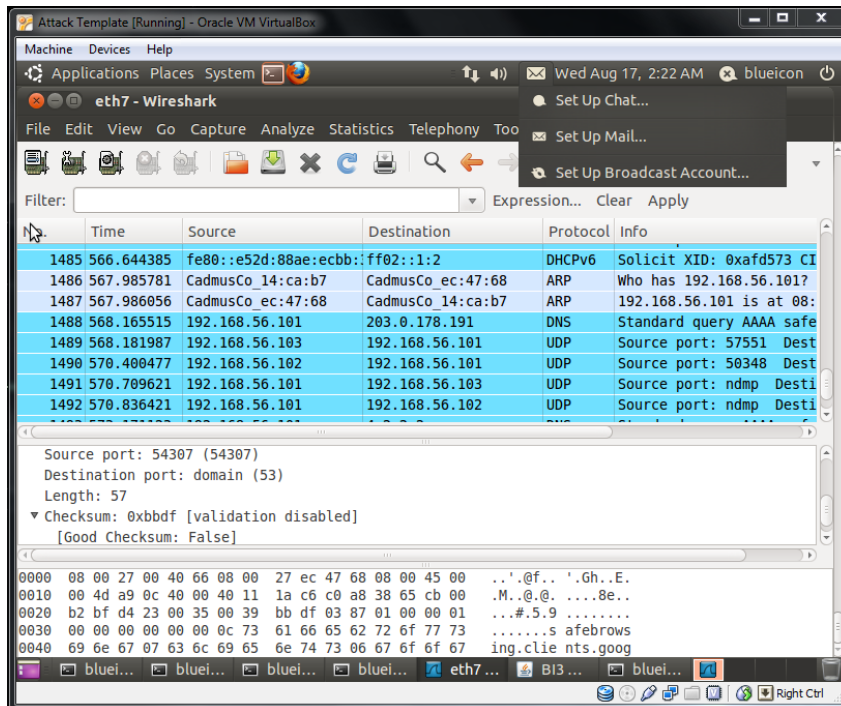 Attack Template [Running] - Oracle VM VirtualBox
Machine Devices Help
Applications Places System Wed Aug 17, 2:22 AM blueicon
eth7 - Wireshark
Set Up Chat...
File Edit View Go Capture Analyze Statistics Telephony Too
Set Up Mail...
Set Up Broadcast Account...
Filter: Expression... Clear Apply
Time Source Destination Protocol Info
1485 566.644385 fe80::e52d:88ae:ecbb: ff02::1:2 DHCPv6 Solicit XID: 0xafd573 CI
1486 567.985781 CadmusCo_14:ca:b7 CadmusCo_ec:47:68 ARP Who has 192.168.56.101?
1487 567.986056 CadmusCo_ec:47:68 CadmusCo_14:ca:b7 ARP 192.168.56.101 is at 08:
1488 568.165515 192.168.56.101 203.0.178.191 DNS Standard query AAAA safe
1489 568.181987 192.168.56.103 192.168.56.101 UDP Source port: 57551 Dest
1490 570.400477 192.168.56.102 192.168.56.101 UDP Source port: 50348 Dest
1491 570.709621 192.168.56.101 192.168.56.103 UDP Source port: ndmp Desti
1492 570.836421 192.168.56.101 192.168.56.102 UDP Source port: ndmp Desti
Source port: 54307 (54307)
Destination port: domain (53)
Length: 57
Checksum: 0xbbdf [validation disabled]
[Good Checksum: False]
0000 08 00 27 00 40 66 08 00 27 ec 47 68 08 00 45 00 ..'.@f.. '.Gh..E.
0010 00 4d a9 0c 40 00 40 11 1a c6 c0 a8 38 65 cb 00 .M..@.@. ....8e..
0020 b2 bf d4 23 00 35 00 39 bb df 03 87 01 00 00 01 ...#.5.9 ........
0030 00 00 00 00 00 00 0c 73 61 66 65 62 72 6f 77 73 .......s afebrows
0040 69 6e 67 07 63 6c 69 65 6e 74 73 06 67 6f 6f 67 ing.clie nts.goog
bluei... bluei... bluei... bluei... eth7 ... BI3 ... bluei...
Right Ctrl